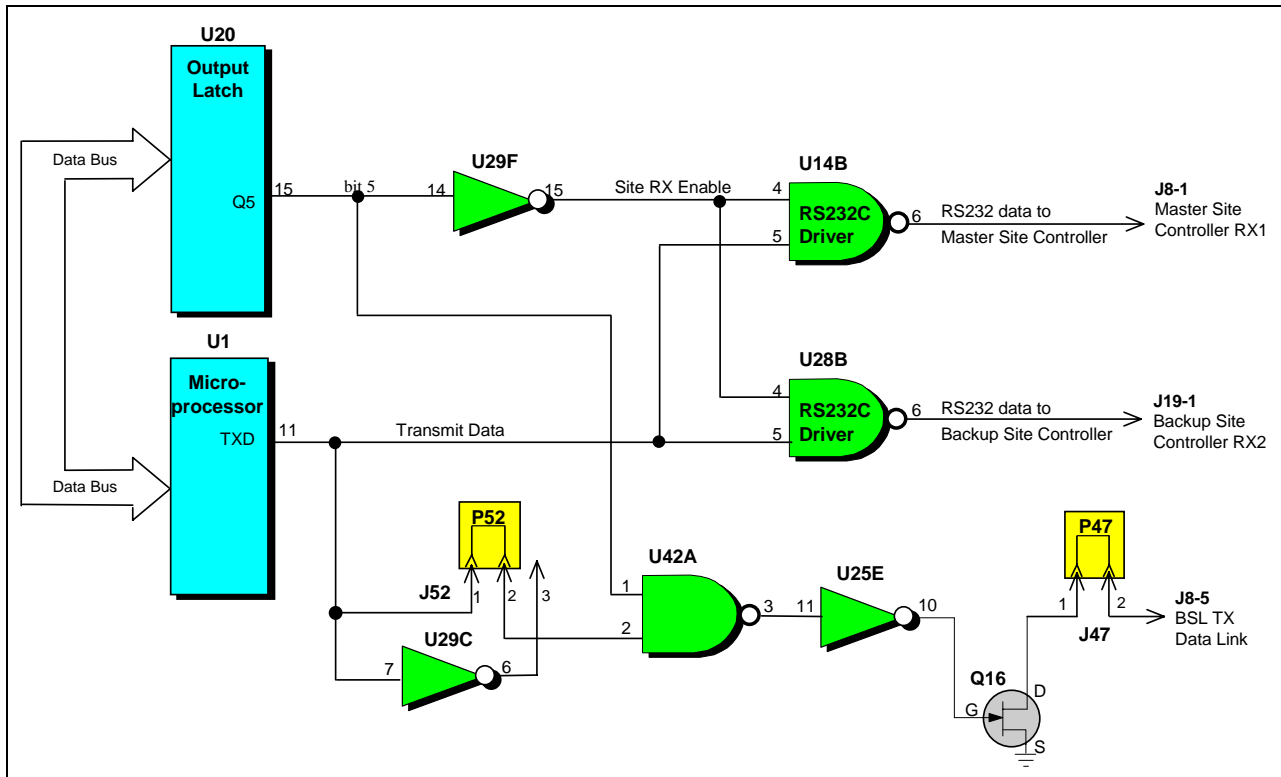 U20
Output
Latch
Data Bus
Q5
15
bit 5
14
U29F
15
Site RX Enable
U14B
4
5
RS232C
Driver
6
RS232 data to
Master Site Controller
J8-1
Master Site
Controller RX1
U1
Micro-
processor
TXD
11
Transmit Data
Data Bus
U28B
4
5
RS232C
Driver
6
RS232 data to
Backup Site Controller
J19-1
Backup Site
Controller RX2
P52
J52
1
2
3
U29C
7
6
U42A
1
2
3
U25E
11
10
P47
1
2
J47
J8-5
BSL TX
Data Link
Q16
G
D
S